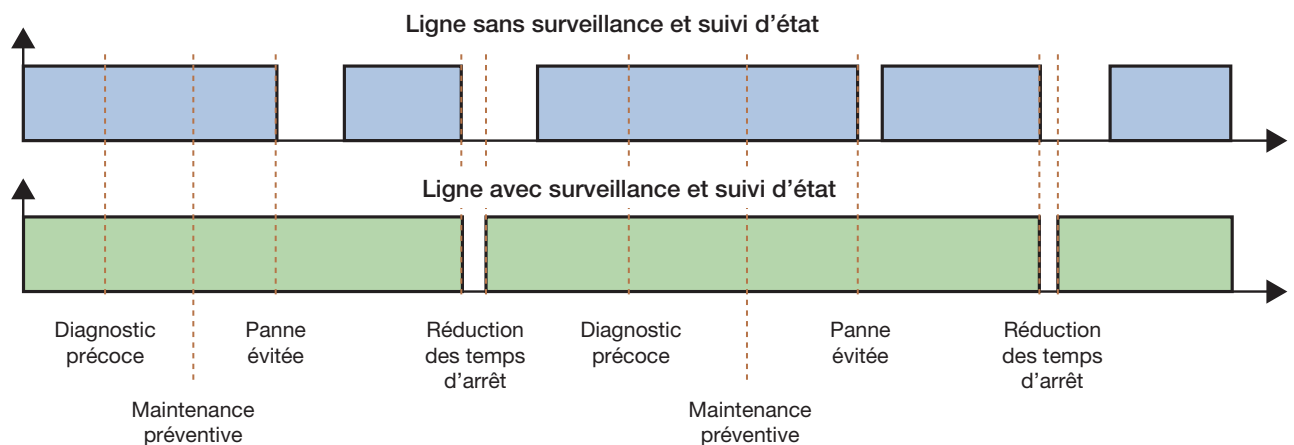 Ligne sans surveillance et suivi d’état
Ligne avec surveillance et suivi d’état
Diagnostic
précoce
Panne
évitée
Réduction
des temps
d’arrêt
Diagnostic
précoce
Panne
évitée
Réduction
des temps
d’arrêt
Maintenance
préventive
Maintenance
préventive